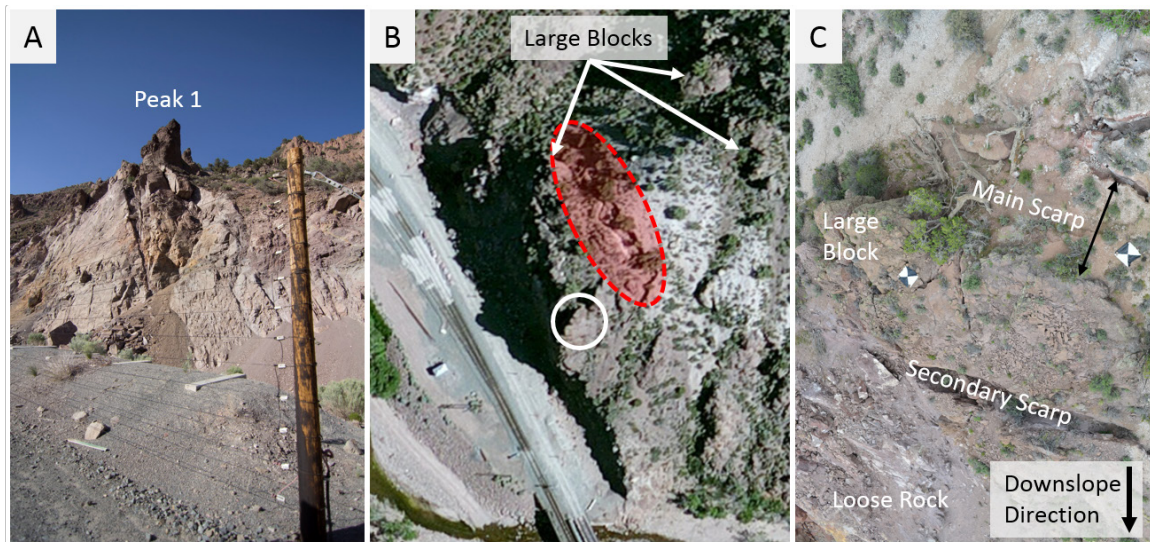 A
Peak 1
B
Large Blocks
C
Main Scarp
Large
Block
Secondary Scarp
Loose Rock
Downslope
Direction